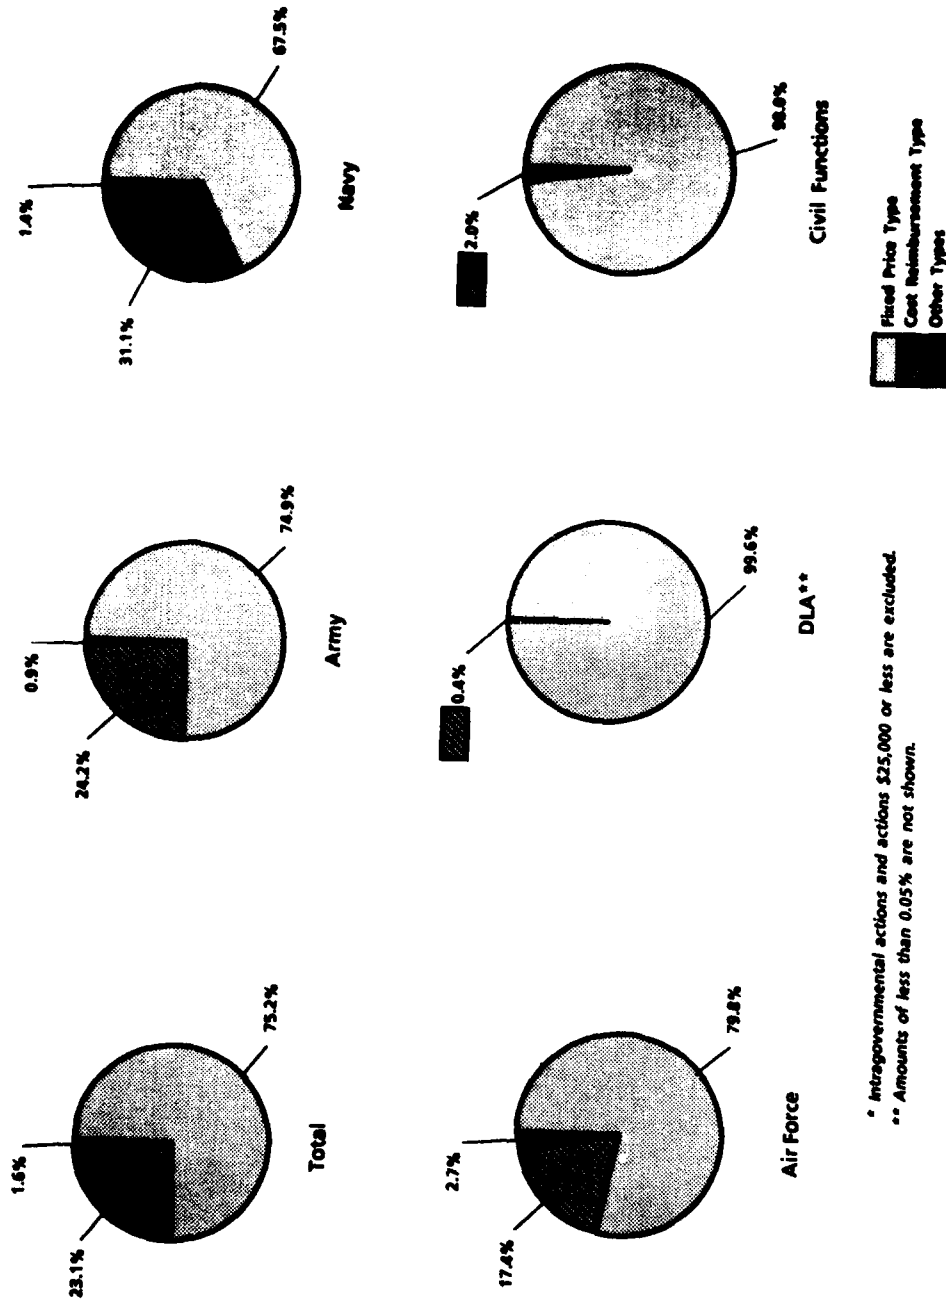 1.6%
23.1%
75.2%
Total
0.9%
24.2%
74.9%
Army
1.4%
31.1%
67.5%
Navy
2.7%
17.4%
79.8%
Air Force
0.4%
99.6%
DLA**
2.0%
98.0%
Civil Functions
Fixed Price Type
Cost Reimbursement Type
Other Types
* Intragovernmental actions and actions $25,000 or less are excluded.
** Amounts of less than 0.05% are not shown.